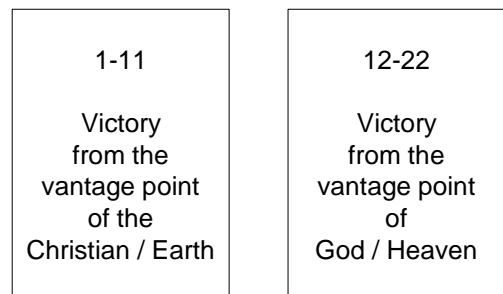 1-11
Victory
from the
vantage point
of the
Christian / Earth
12-22
Victory
from the
vantage point
of
God / Heaven